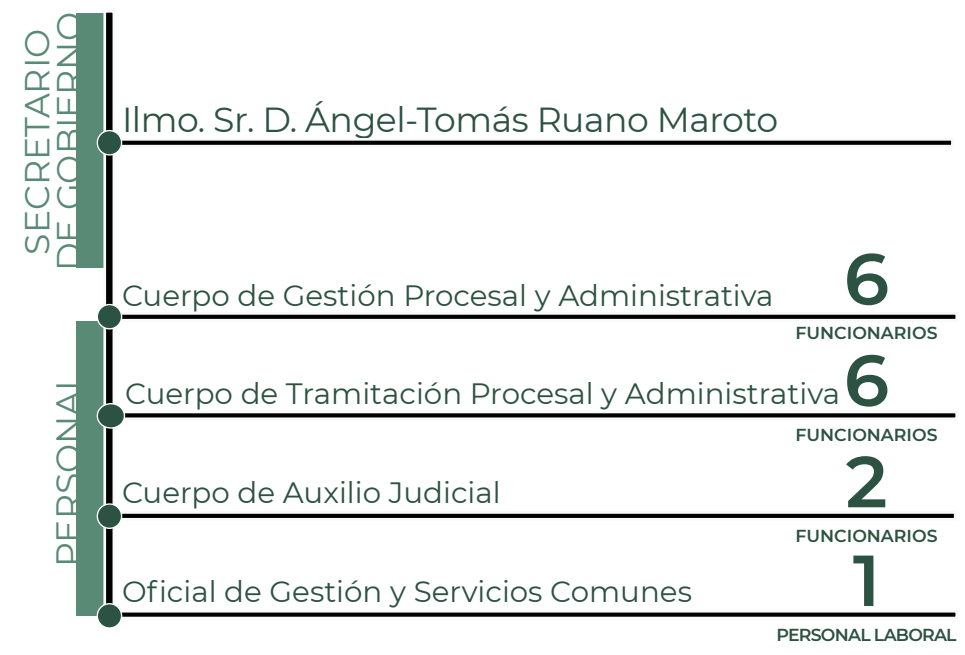 SECRETARIO
DE GOBIERNO
Ilmo. Sr. D. Ángel-Tomás Ruano Maroto
PERSONAL
Cuerpo de Gestión Procesal y Administrativa
6
FUNCIONARIOS
Cuerpo de Tramitación Procesal y Administrativa
6
FUNCIONARIOS
Cuerpo de Auxilio Judicial
2
FUNCIONARIOS
Oficial de Gestión y Servicios Comunes
1
PERSONAL LABORAL